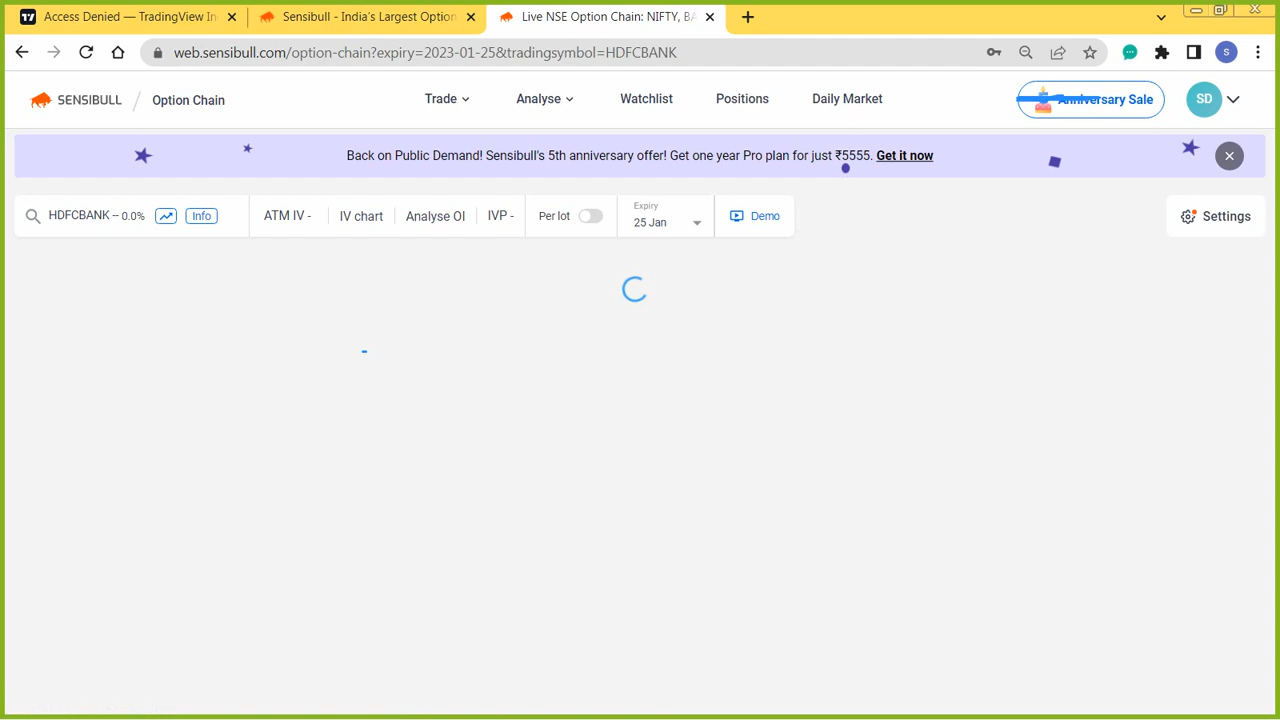 Access Denied — TradingView In
Sensibull - India's Largest Option
Live NSE Option Chain: NIFTY, BA
web.sensibull.com/option-chain?expiry=2023-01-25&tradingsymbol=HDFCBANK
S
SENSIBULL / Option Chain
Trade
Analyse
Watchlist
Positions
Daily Market
Anniversary Sale
SD
Back on Public Demand! Sensibull's 5th anniversary offer! Get one year Pro plan for just ₹5555. Get it now
HDFCBANK -- 0.0%
Info
ATM IV -
IV chart
Analyse OI
IVP -
Per lot
Expiry
25 Jan
Demo
Settings